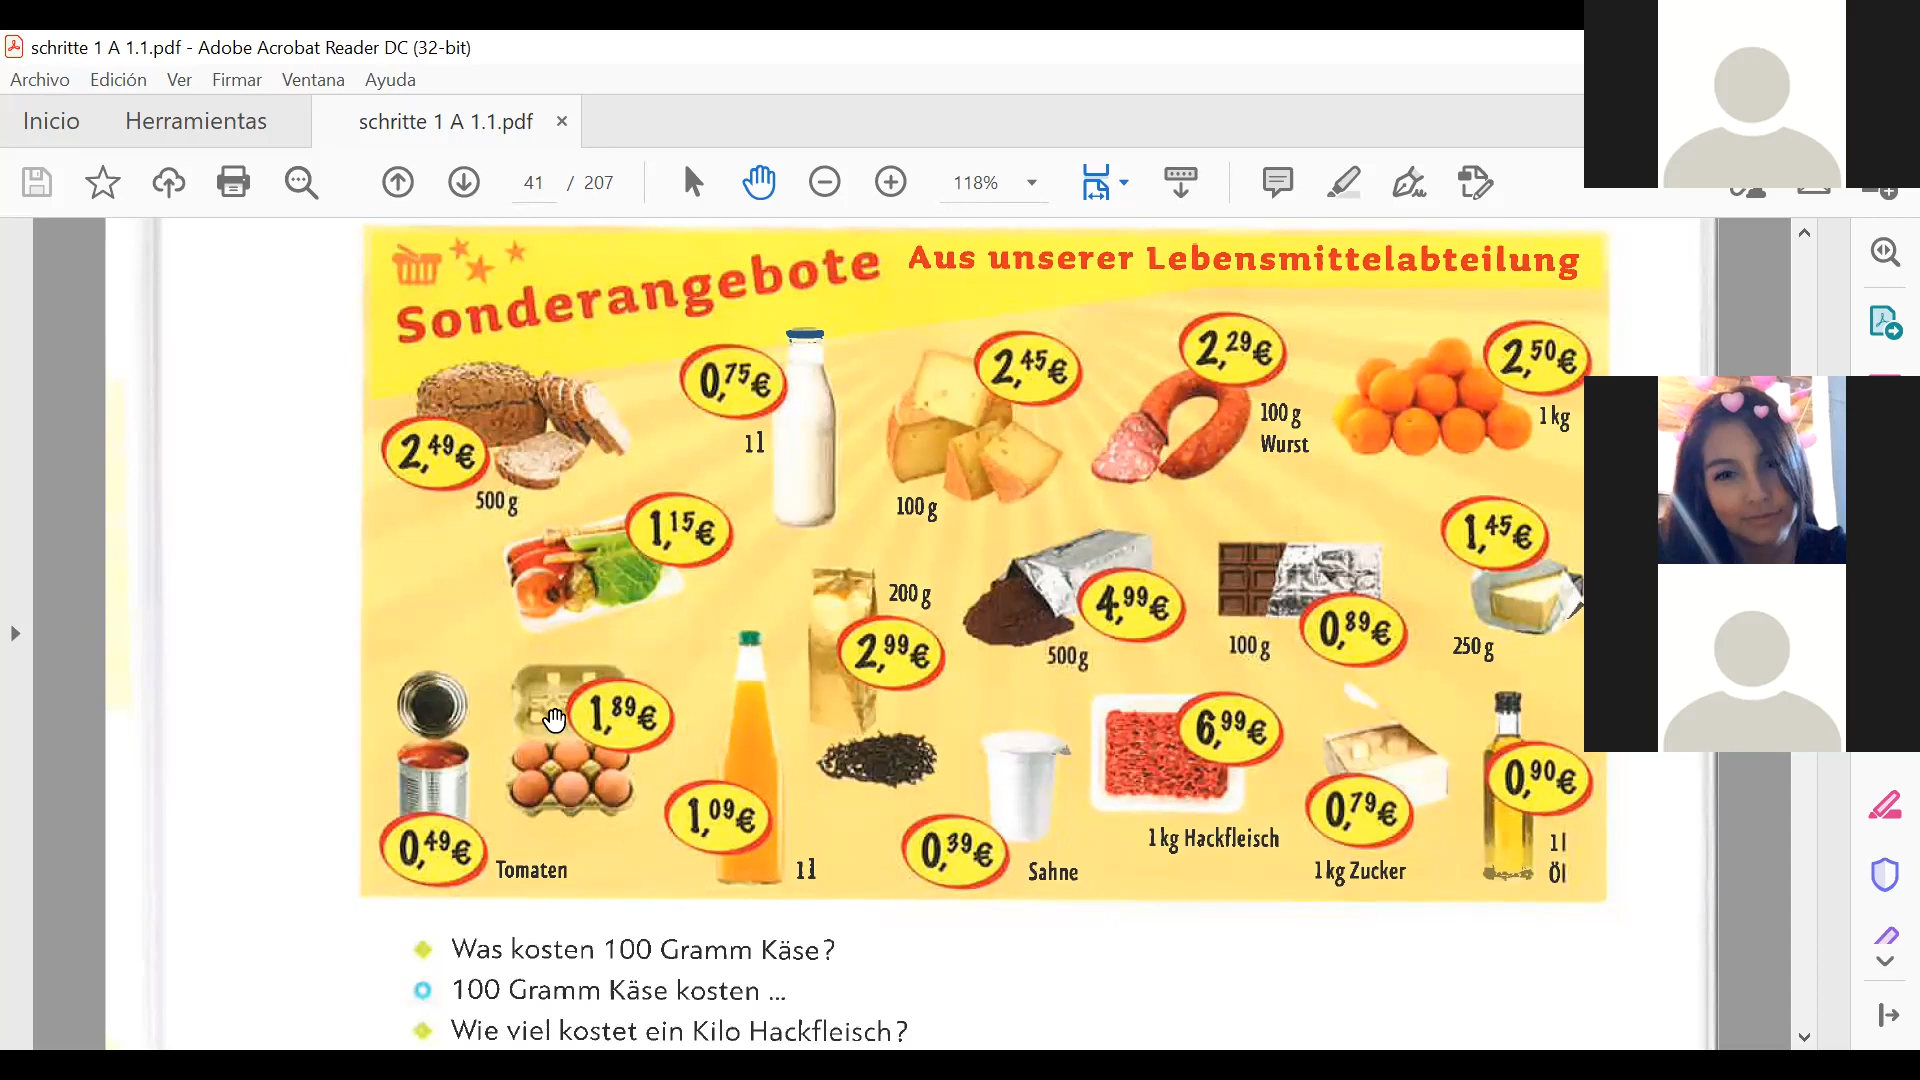 schritte 1 A 1.1.pdf - Adobe Acrobat Reader DC (32-bit)
Archivo Edición Ver Firmar Ventana Ayuda
Inicio Herramientas schritte 1 A 1.1.pdf ×
41 / 207 118%
Sonderangebote Aus unserer Lebensmittelabteilung
2,49€
500 g
0,75€
1 l
2,45€
100 g
2,29€
100 g
Wurst
2,50€
1 kg
1,15€
200 g
2,99€
4,99€
500 g
0,89€
100 g
1,45€
250 g
0,49€
Tomaten
1,89€
1,09€
1 l
0,39€
Sahne
6,99€
1 kg Hackfleisch
0,79€
1 kg Zucker
0,90€
1 l
Öl
Was kosten 100 Gramm Käse?
100 Gramm Käse kosten ...
Wie viel kostet ein Kilo Hackfleisch?